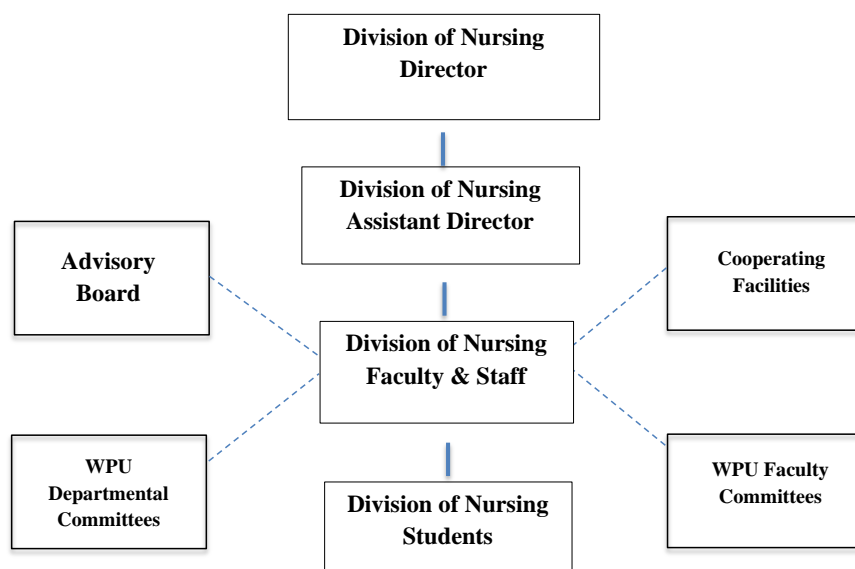 Division of Nursing
Director
Division of Nursing
Assistant Director
Advisory
Board
Cooperating
Facilities
Division of Nursing
Faculty & Staff
WPU
Departmental
Committees
WPU Faculty
Committees
Division of Nursing
Students